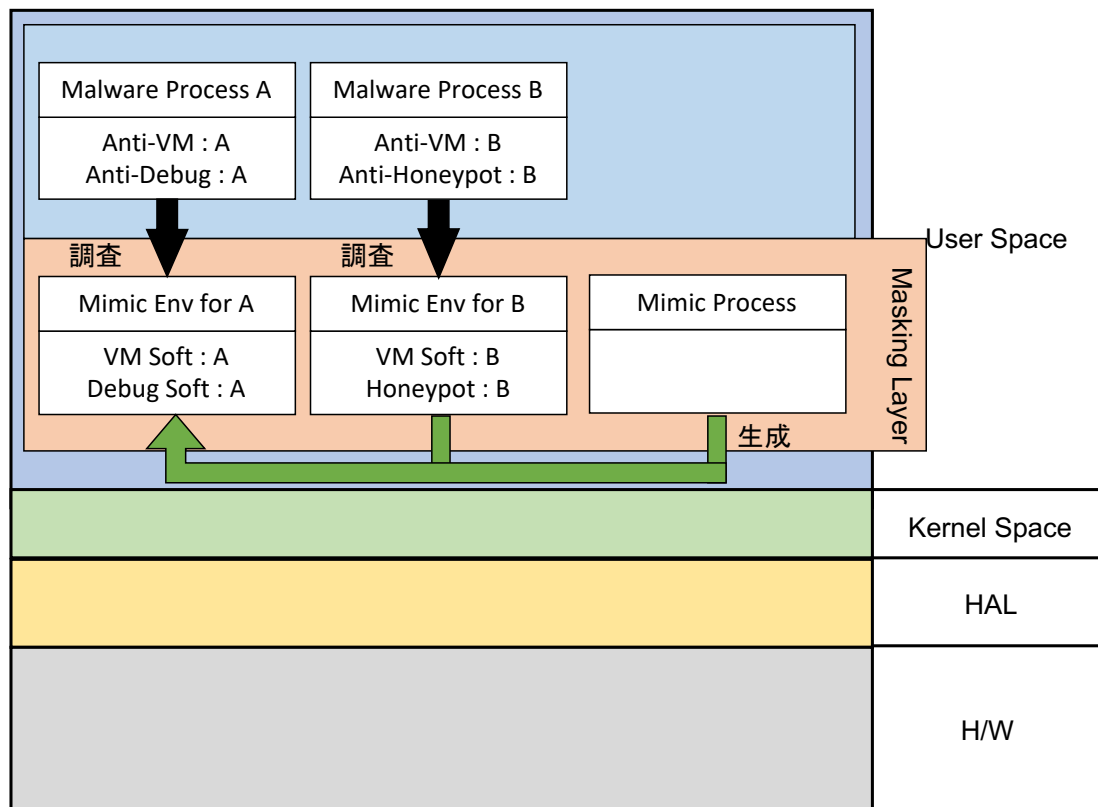 Malware Process A
Anti-VM : A
Anti-Debug : A
Malware Process B
Anti-VM : B
Anti-Honeypot : B
調査
調査
Mimic Env for A
VM Soft : A
Debug Soft : A
Mimic Env for B
VM Soft : B
Honeypot : B
Mimic Process
生成
Masking Layer
User Space
Kernel Space
HAL
H/W